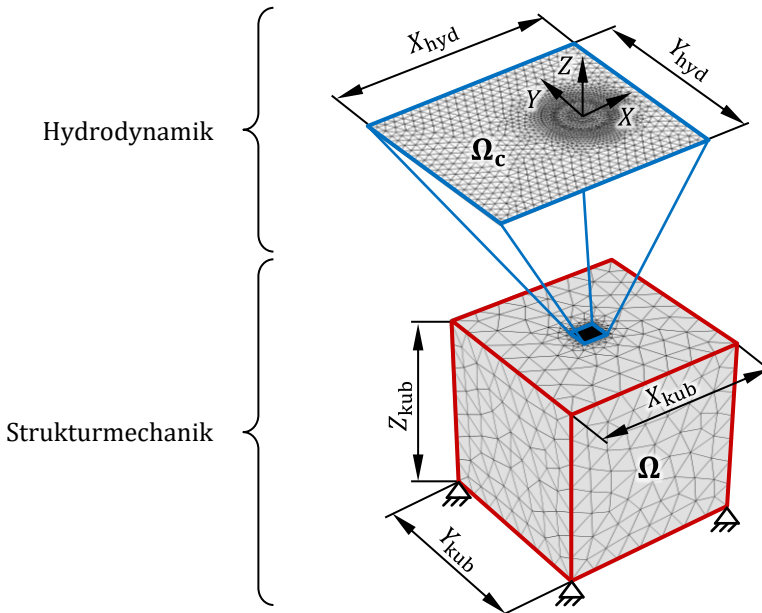 X_hyd
Y_hyd
Z
Y
X
Hydrodynamik
Ω_c
Z_kub
X_kub
Strukturmechanik
Ω
Y_kub